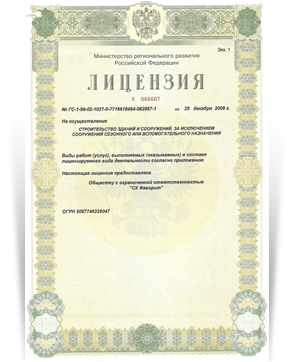 Экз. 1
Министерство регионального развития
Российской Федерации
ЛИЦЕНЗИЯ
К 060607
№ ГС-1-99-02-1027-0-7716618464-082867-1 от 25 декабря 2008 г.
На осуществление
СТРОИТЕЛЬСТВО ЗДАНИЙ И СООРУЖЕНИЙ, ЗА ИСКЛЮЧЕНИЕМ
СООРУЖЕНИЙ СЕЗОННОГО ИЛИ ВСПОМОГАТЕЛЬНОГО НАЗНАЧЕНИЯ
Виды работ (услуг), выполняемых (оказываемых) в составе
лицензируемого вида деятельности согласно приложению
Настоящая лицензия предоставлена
Обществу с ограниченной ответственностью
"СК Фаворит"
ОГРН 5087746328047